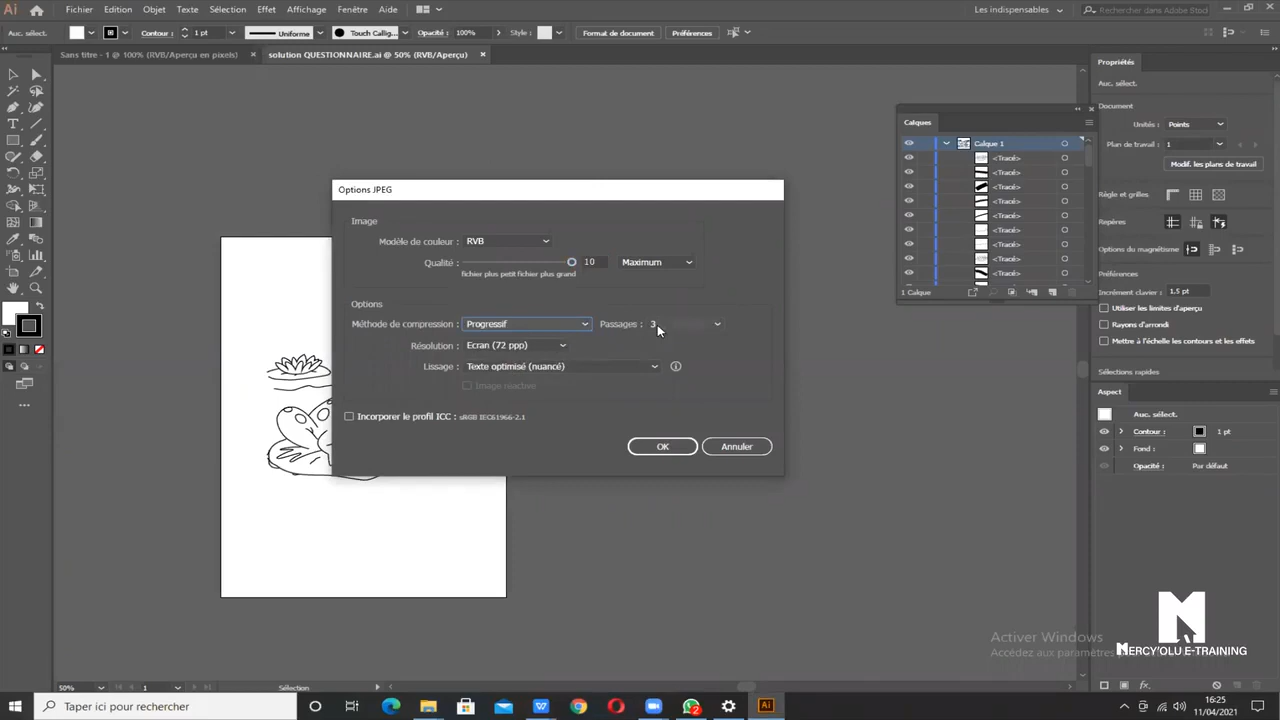 Ai Fichier Edition Objet Texte Sélection Effet Affichage Fenêtre Aide Les indispensables Rechercher dans Adobe Stock
Auc. sélect. Contour : 1 pt Uniforme Touch Callig... Opacité : 100% Style : Format de document Préférences
Sans titre - 1 @ 100% (RVB/Aperçu en pixels) × solution QUESTIONNAIRE.ai @ 50% (RVB/Aperçu) ×
Propriétés
Auc. sélect.
Document
Unités : Points
Plan de travail : 1
Modif. les plans de travail
Règle et grilles
Repères
Options du magnétisme :
Préférences
Incrément clavier : 1,5 pt
Utiliser les limites d'aperçu
Rayons d'arrondi
Mettre à l'échelle les contours et les effets
Sélections rapides
Aspect
Auc. sélect.
Contour : 1 pt
Fond :
Opacité : Par défaut
Calques
Calque 1
<Tracé>
<Tracé>
<Tracé>
<Tracé>
<Tracé>
<Tracé>
<Tracé>
<Tracé>
<Tracé>
1 Calque
Options JPEG
Image
Modèle de couleur : RVB
Qualité : 10 Maximum
fichier plus petit fichier plus grand
Options
Méthode de compression : Progressif Passages : 3
Résolution : Ecran (72 ppp)
Lissage : Texte optimisé (nuancé)
Image réactive
Incorporer le profil ICC : sRGB IEC61966-2.1
OK Annuler
Activer Windows
Accédez aux paramètres
MERCY'OLU E-TRAINING
50% 1 Sélection
Taper ici pour rechercher
2
Ai
16:25
11/04/2021